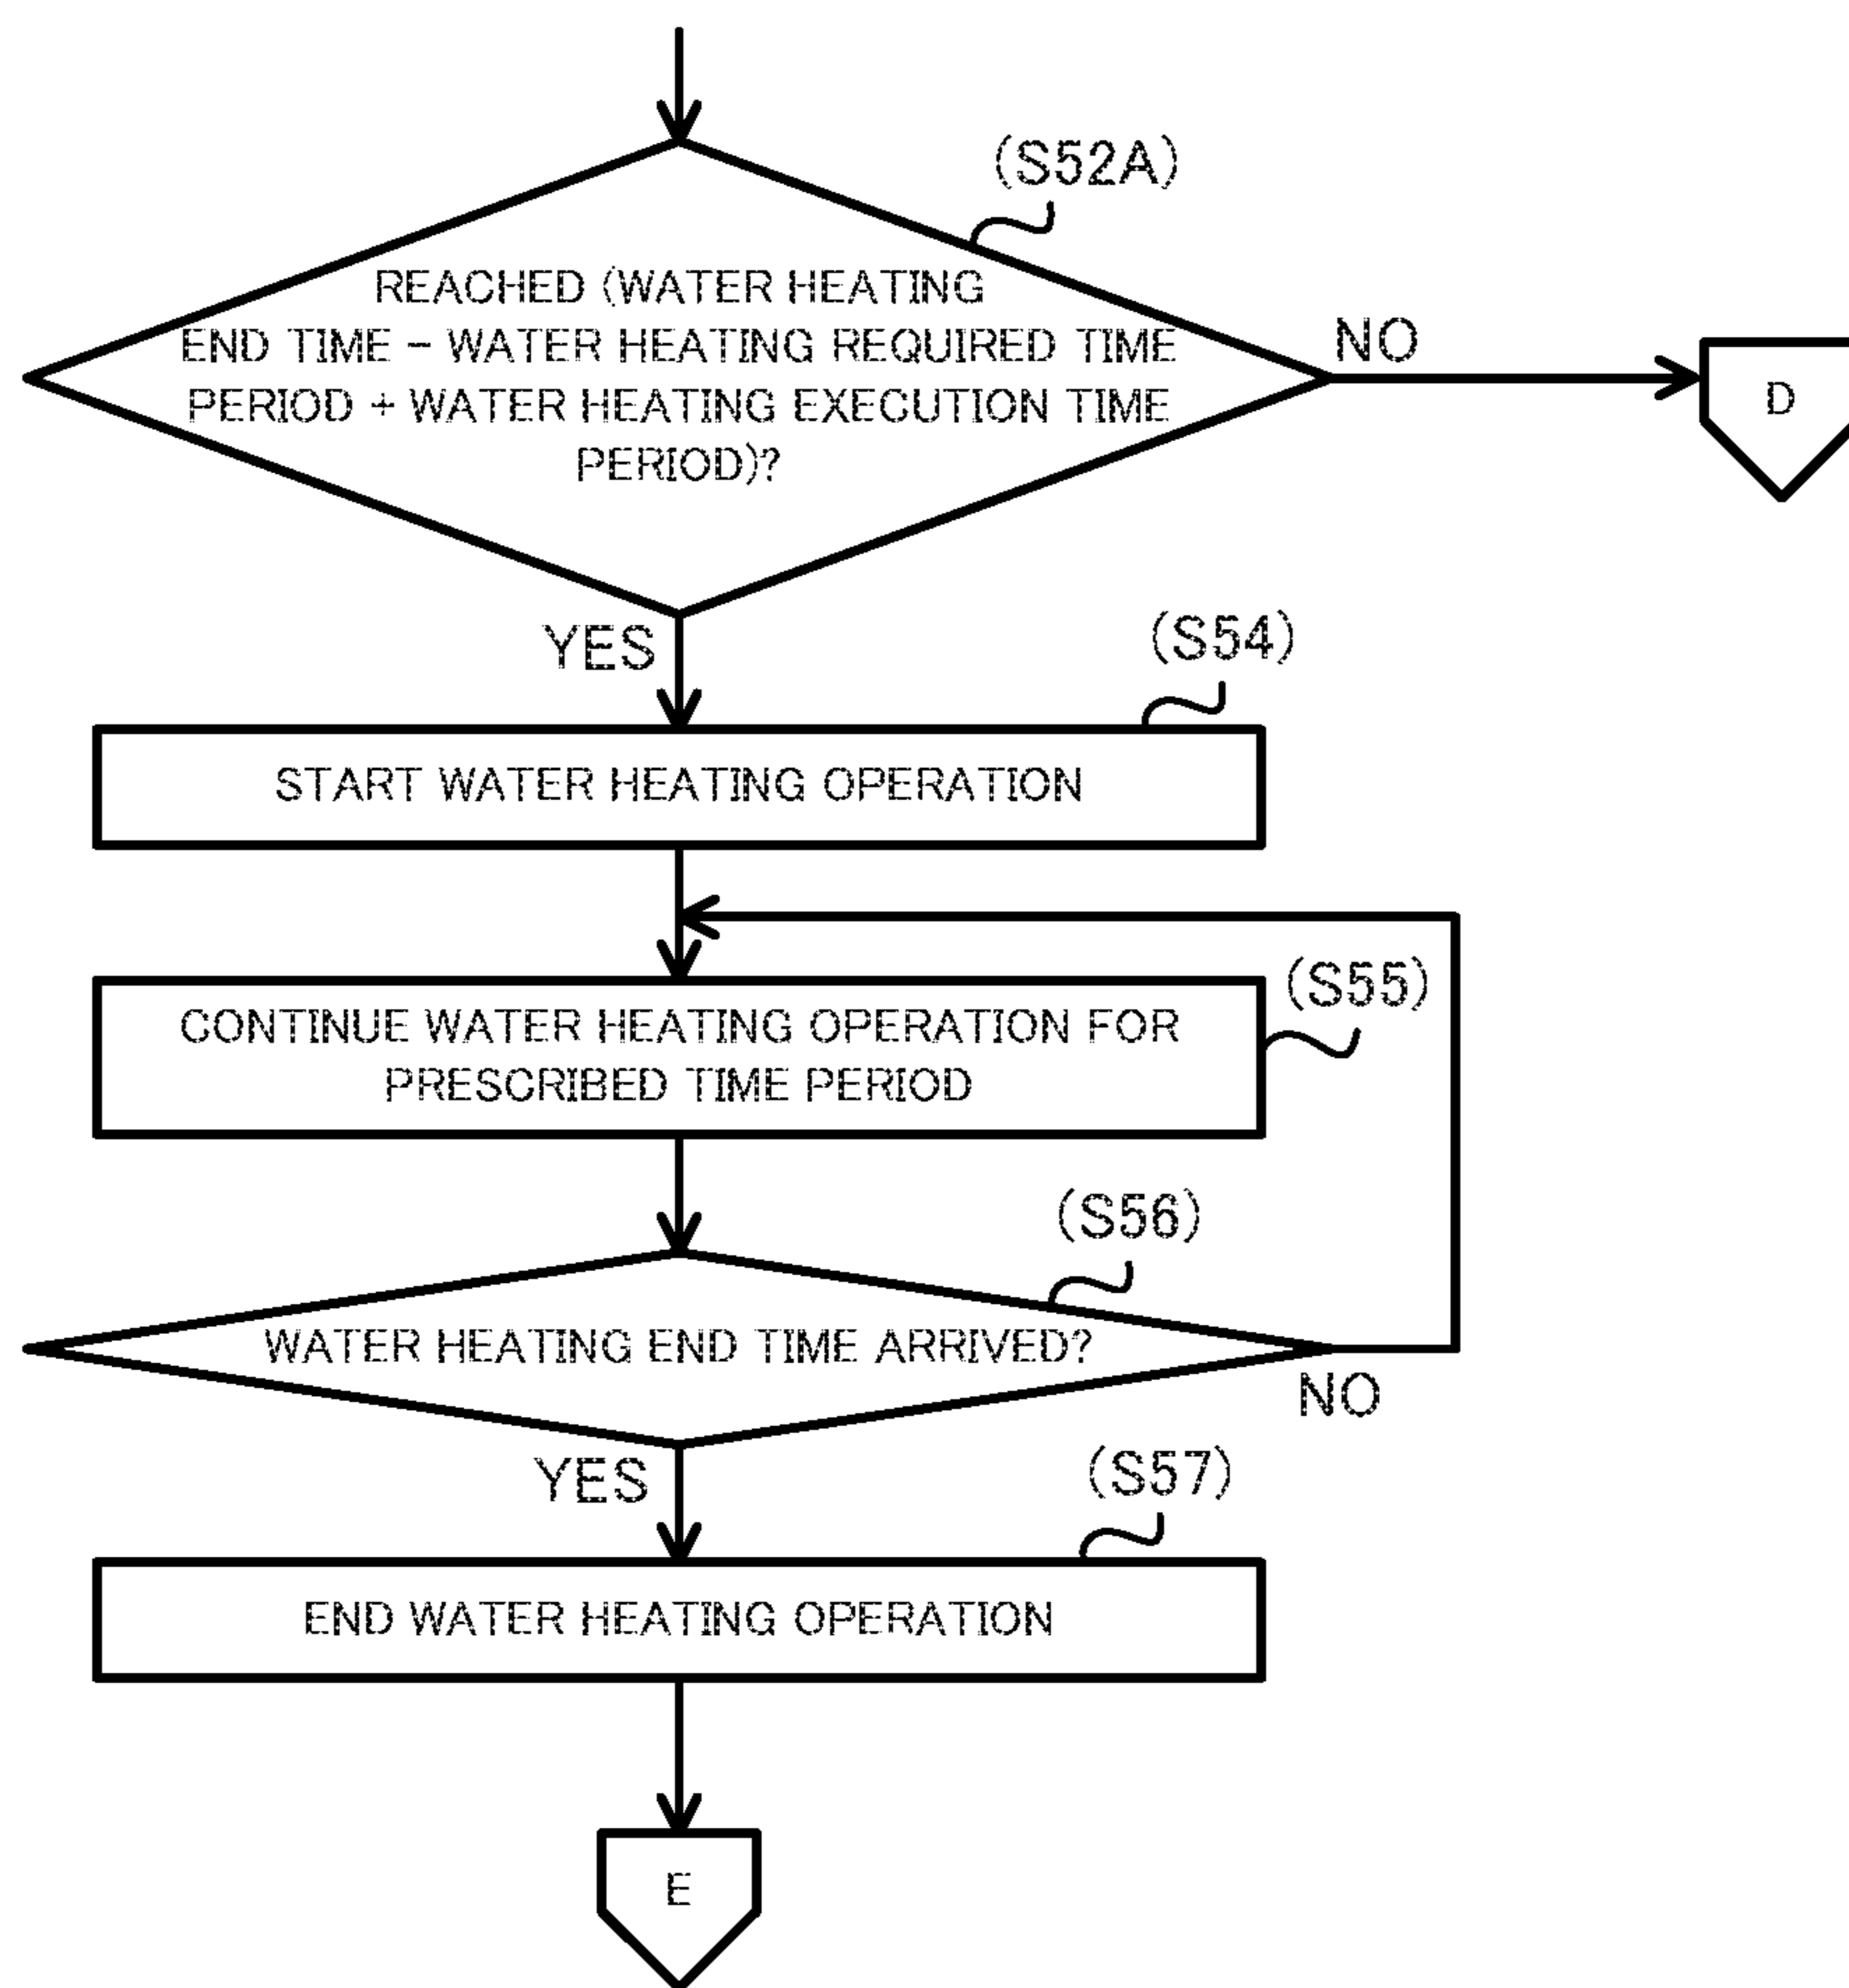 (S52A)
REACHED (WATER HEATING
END TIME - WATER HEATING REQUIRED TIME
PERIOD + WATER HEATING EXECUTION TIME
PERIOD)?
NO
D
YES
(S54)
START WATER HEATING OPERATION
(S55)
CONTINUE WATER HEATING OPERATION FOR
PRESCRIBED TIME PERIOD
(S56)
WATER HEATING END TIME ARRIVED?
NO
YES
(S57)
END WATER HEATING OPERATION
E